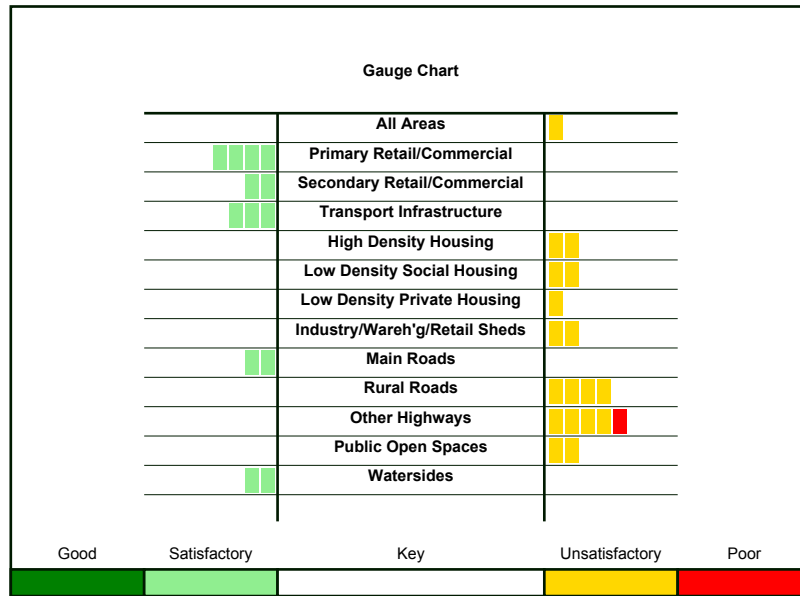 Gauge Chart
All Areas
Primary Retail/Commercial
Secondary Retail/Commercial
Transport Infrastructure
High Density Housing
Low Density Social Housing
Low Density Private Housing
Industry/Wareh'g/Retail Sheds
Main Roads
Rural Roads
Other Highways
Public Open Spaces
Watersides
Good Satisfactory Key Unsatisfactory Poor